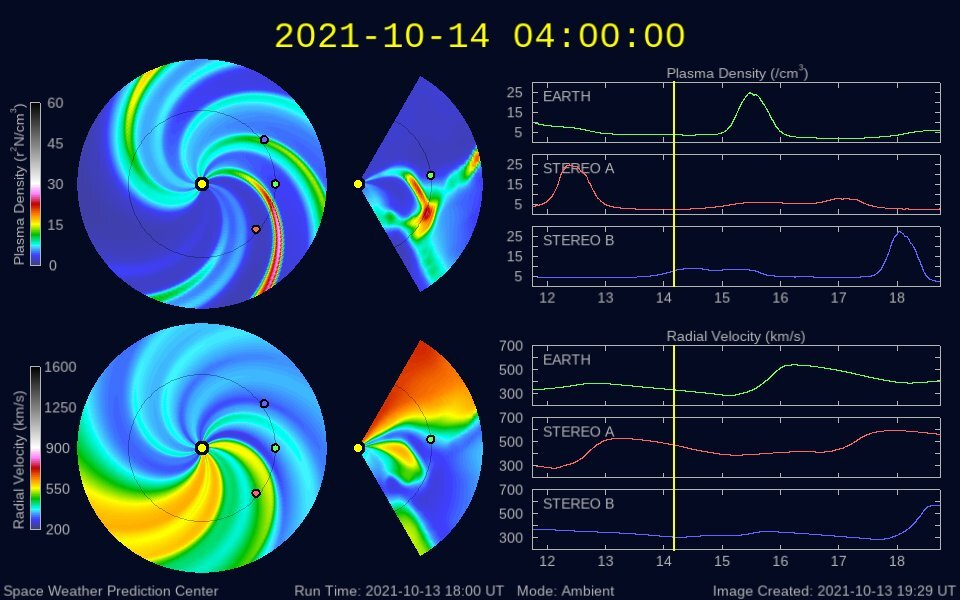 2021-10-14 04:00:00
Plasma Density (r²N/cm³)
60
45
30
15
0
Plasma Density (/cm³)
EARTH
25
15
5
STEREO A
25
15
5
STEREO B
25
15
5
12 13 14 15 16 17 18
Radial Velocity (km/s)
1600
1250
900
550
200
Radial Velocity (km/s)
EARTH
700
500
300
STEREO A
700
500
300
STEREO B
700
500
300
12 13 14 15 16 17 18
Space Weather Prediction Center Run Time: 2021-10-13 18:00 UT Mode: Ambient Image Created: 2021-10-13 19:29 UT